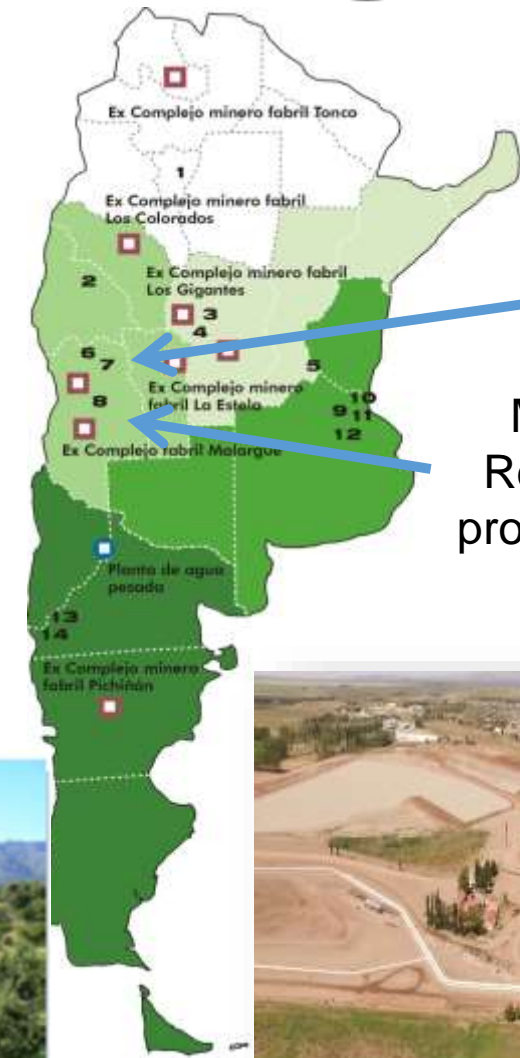 Ex Complejo minero fabril Tonco
1
Ex Complejo minero fabril
Los Colorados
2
Ex Complejo minero fabril
Los Gigantes
3
4
5
6
7
8
Ex Complejo minero
fabril La Estela
Ex Complejo fabril Malargüe
10
9 11
12
N
Re
pro
Planta de agua
pesada
13
14
Ex Complejo minero
fabril Pichiñán